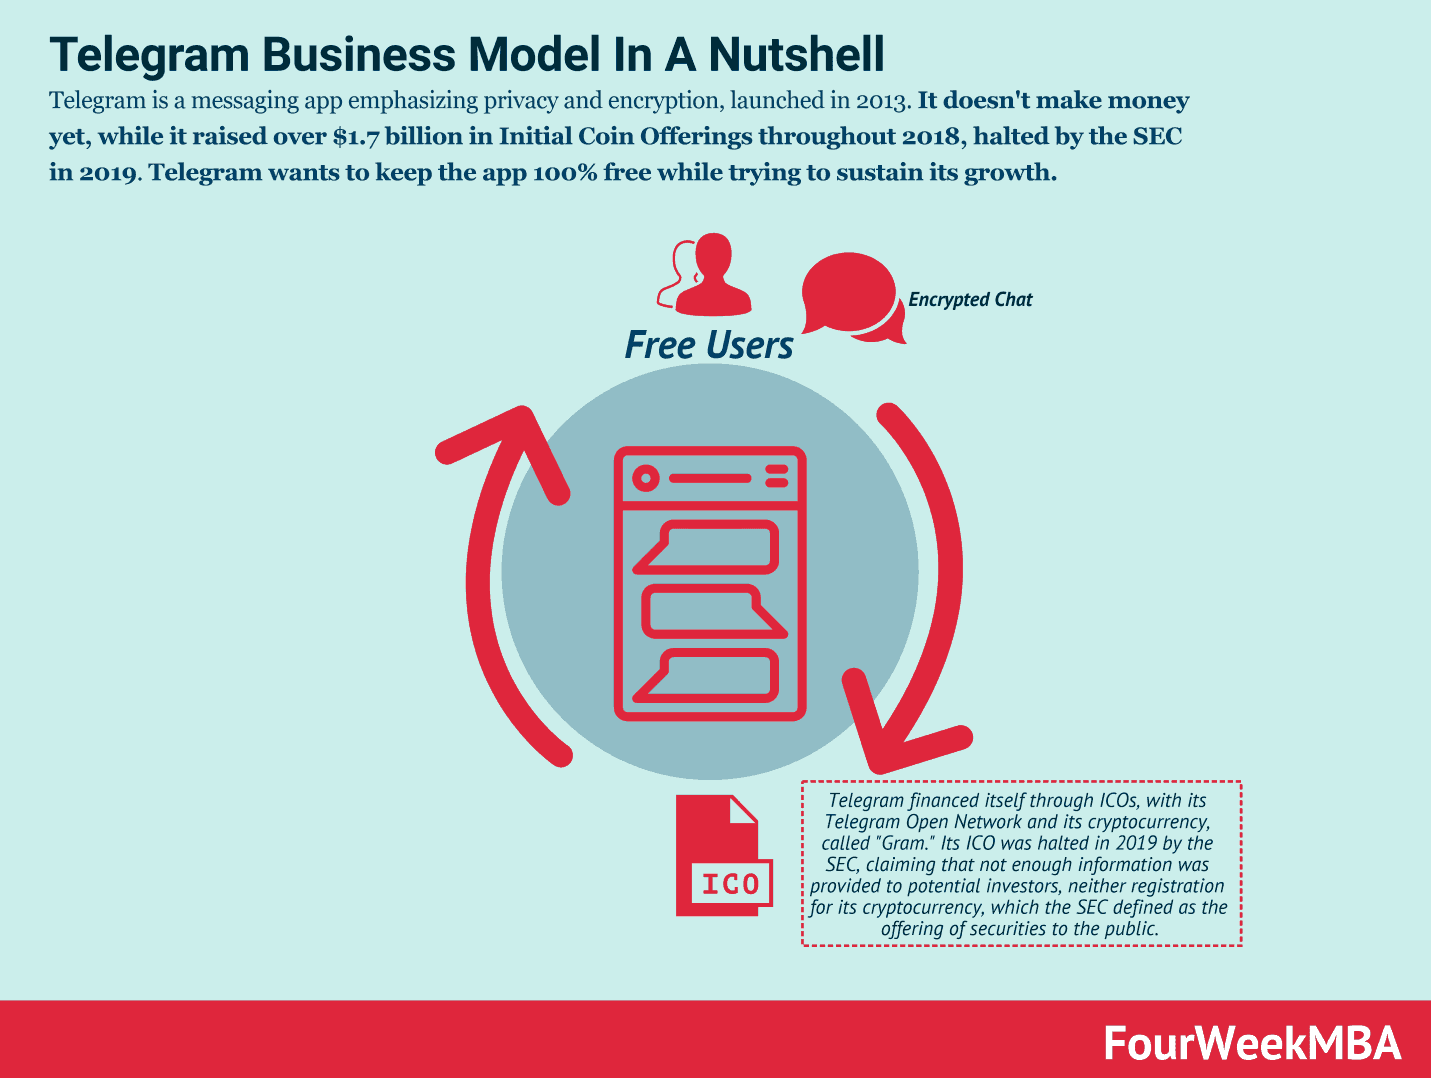 Telegram Business Model In A Nutshell
Telegram is a messaging app emphasizing privacy and encryption, launched in 2013. It doesn't make money
yet, while it raised over $1.7 billion in Initial Coin Offerings throughout 2018, halted by the SEC
in 2019. Telegram wants to keep the app 100% free while trying to sustain its growth.
Encrypted Chat
Free Users
Telegram financed itself through ICOs, with its
Telegram Open Network and its cryptocurrency,
called "Gram." Its ICO was halted in 2019 by the
SEC, claiming that not enough information was
provided to potential investors, neither registration
for its cryptocurrency, which the SEC defined as the
offering of securities to the public.
ICO
FourWeekMBA